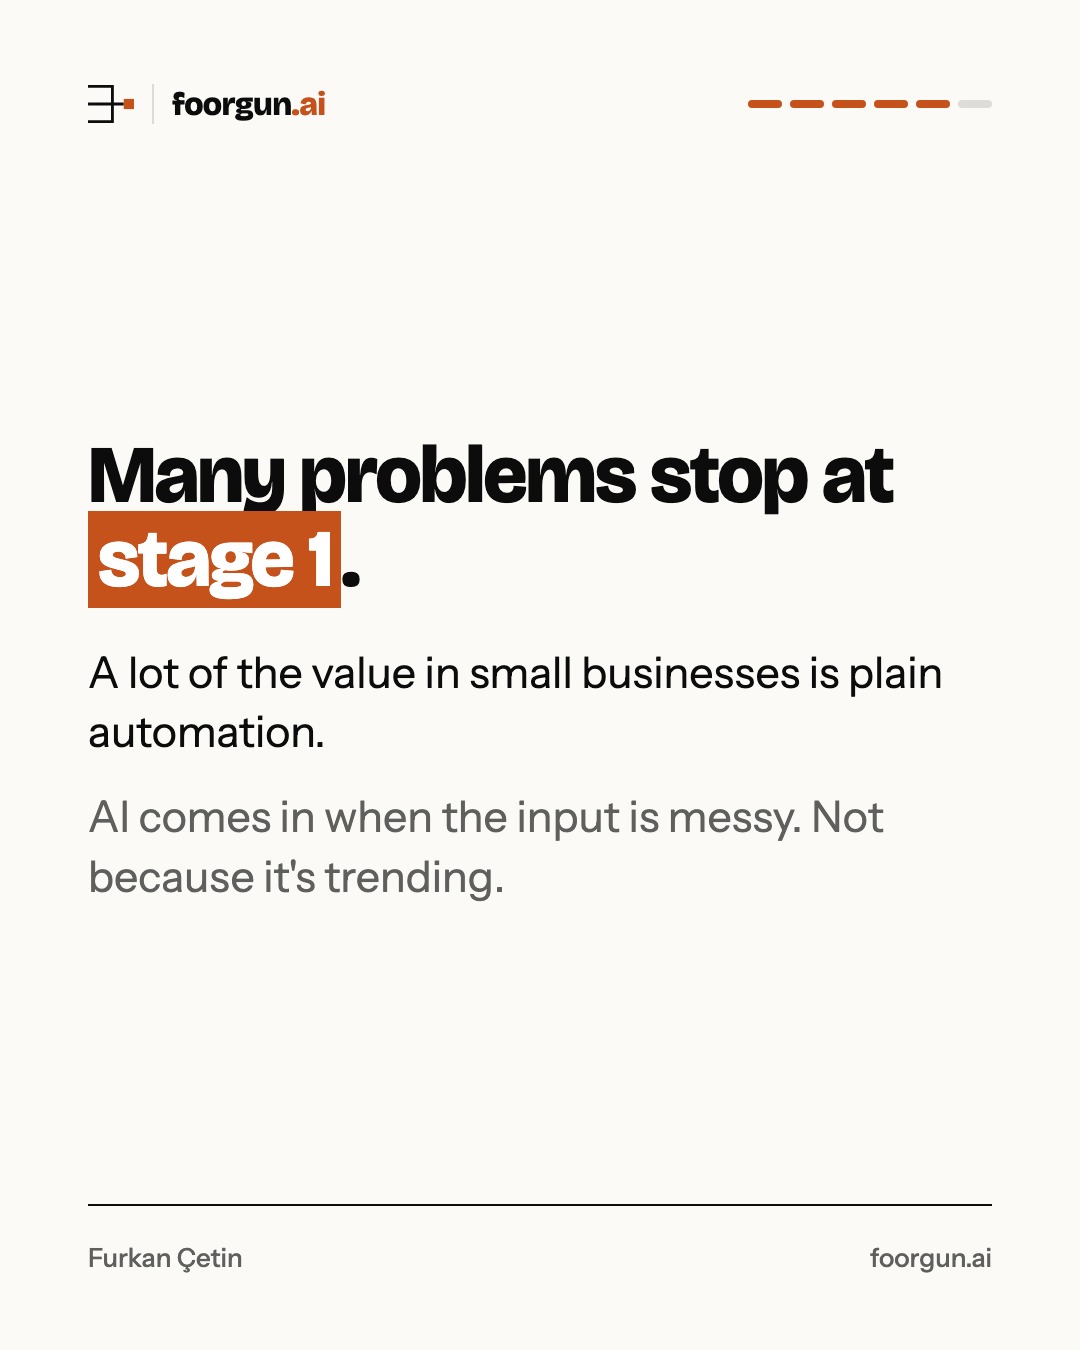 foorgun.ai
Many problems stop at
stage 1.
A lot of the value in small businesses is plain
automation.
AI comes in when the input is messy. Not
because it's trending.
Furkan Çetin
foorgun.ai